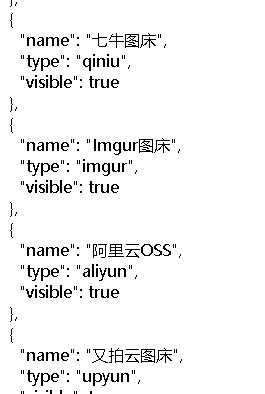 },
{
"name": "七牛图床",
"type": "qiniu",
"visible": true
},
{
"name": "Imgur图床",
"type": "imgur",
"visible": true
},
{
"name": "阿里云OSS",
"type": "aliyun",
"visible": true
},
{
"name": "又拍云图床",
"type": "upyun",